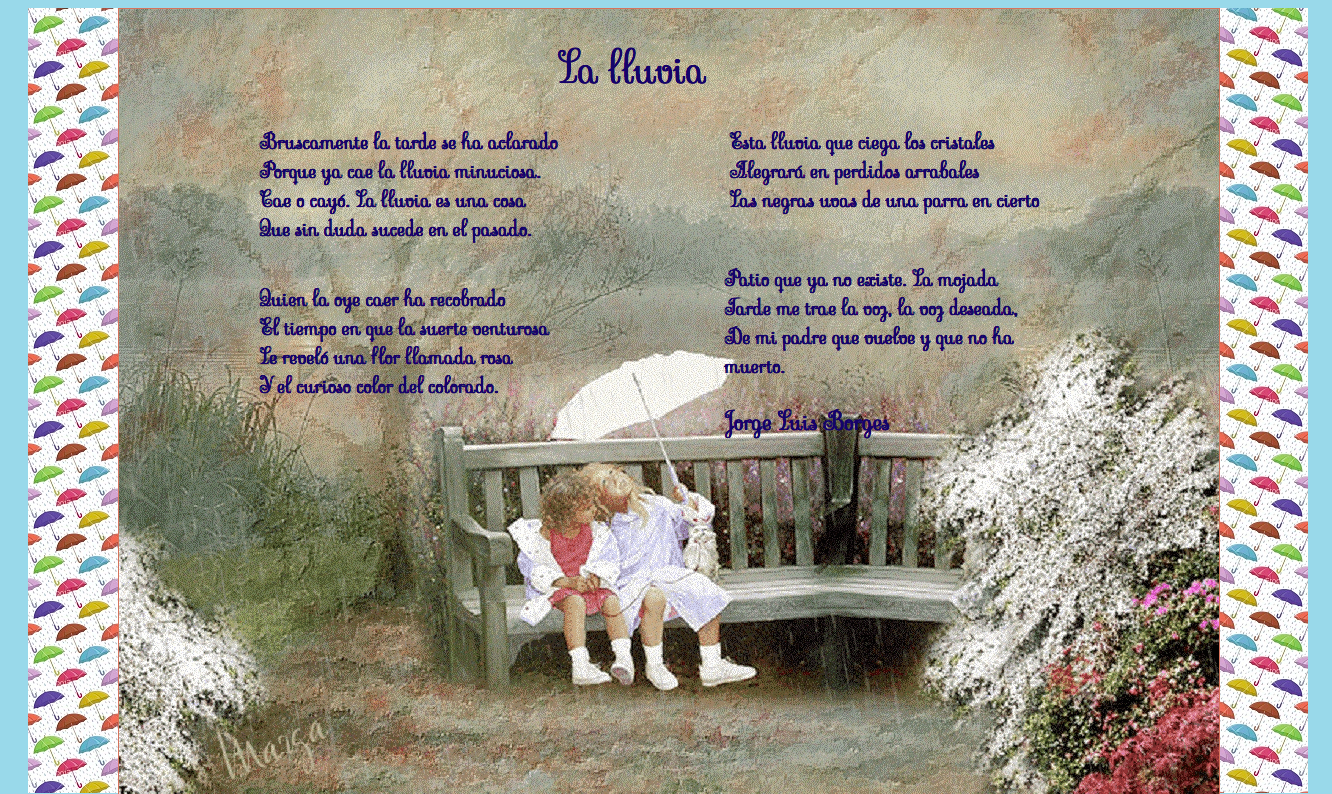 La lluvia
Bruscamente la tarde se ha aclarado
Porque ya cae la lluvia minuciosa.
Cae o cayó. La lluvia es una cosa
Que sin duda sucede en el pasado.
Quien la oye caer ha recobrado
El tiempo en que la suerte venturosa
Le reveló una flor llamada rosa
Y el curioso color del colorado.
Esta lluvia que ciega los cristales
Alegrará en perdidos arrabales
Las negras uvas de una parra en cierto
Patio que ya no existe. La mojada
Tarde me trae la voz, la voz deseada,
De mi padre que vuelve y que no ha
muerto.
Jorge Luis Borges
Marga